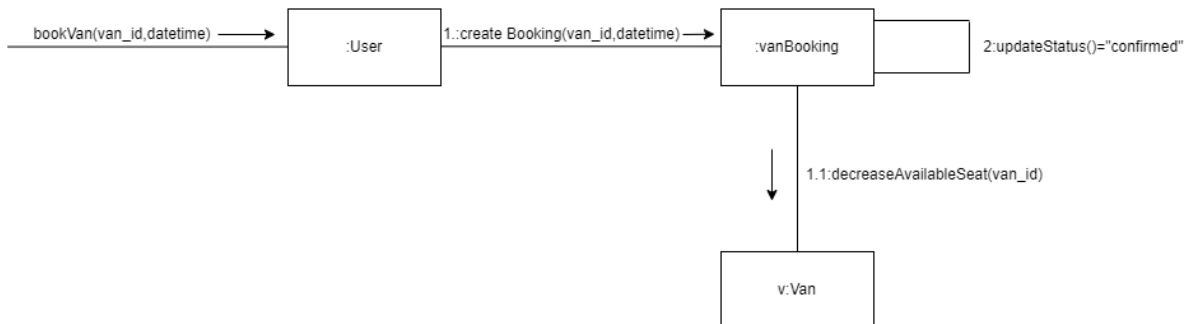 bookVan(van_id,datetime)
:User
1.:create Booking(van_id,datetime)
:vanBooking
2:updateStatus()="confirmed"
1.1:decreaseAvailableSeat(van_id)
v:Van